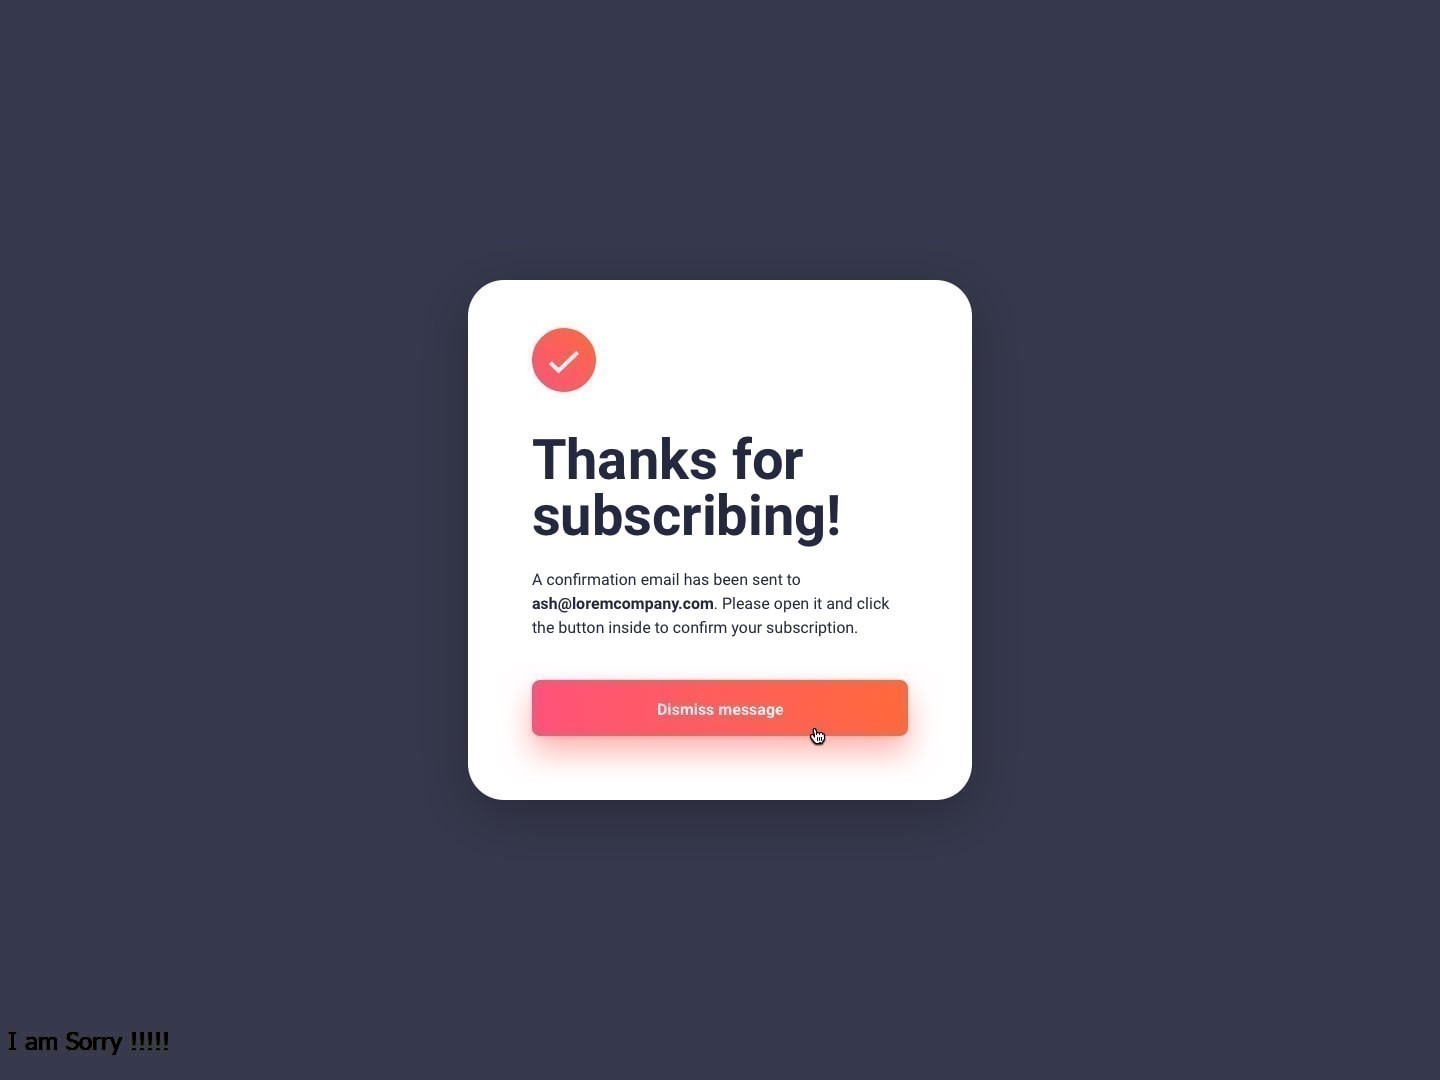 Thanks for
subscribing!
A confirmation email has been sent to
ash@loremcompany.com. Please open it and click
the button inside to confirm your subscription.
Dismiss message
I am Sorry !!!!!